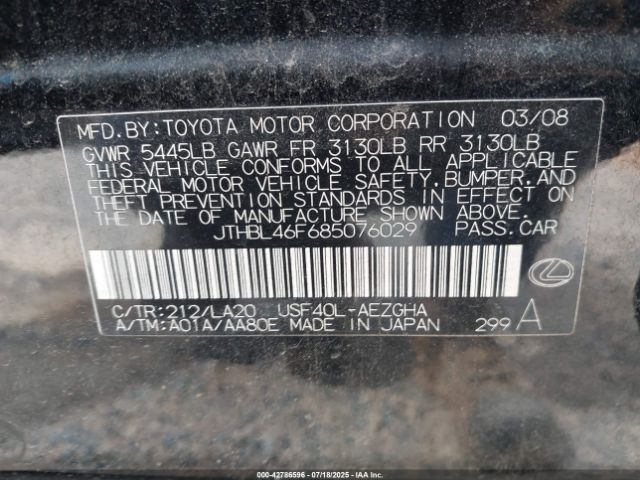 MFD.BY:TOYOTA MOTOR CORPORATION 03/08
GVWR 5445LB GAWR FR 3130LB RR 3130LB
THIS VEHICLE CONFORMS TO ALL APPLICABLE
FEDERAL MOTOR VEHICLE SAFETY,BUMPER,AND
THEFT PREVENTION STANDARDS IN EFFECT ON
THE DATE OF MANUFACTURE SHOWN ABOVE.
JTHBL46F685076029 PASS.CAR
C/TR:212/LA20 USF40L-AEZGHA
A/TM:A01A/AA80E MADE IN JAPAN 299 A
000-42786596 - 07/18/2025 - IAAI.COM